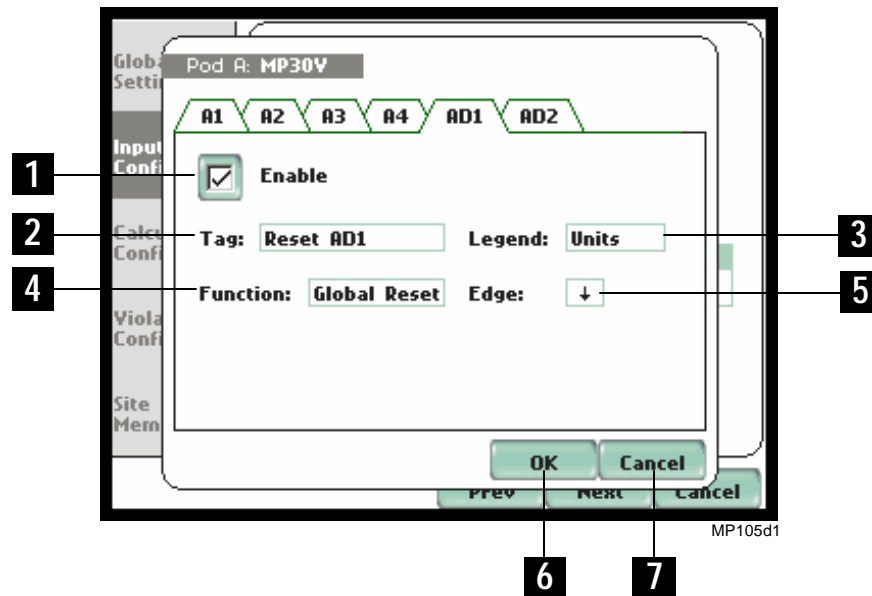 Pod A: MP30V
A1 A2 A3 A4 AD1 AD2
1
Enable
2
Tag: Reset AD1
Legend: Units
3
4
Function: Global Reset
Edge: ↓
5
Site
OK
Cancel
Prev Next Cancel
MP105d1
6
7